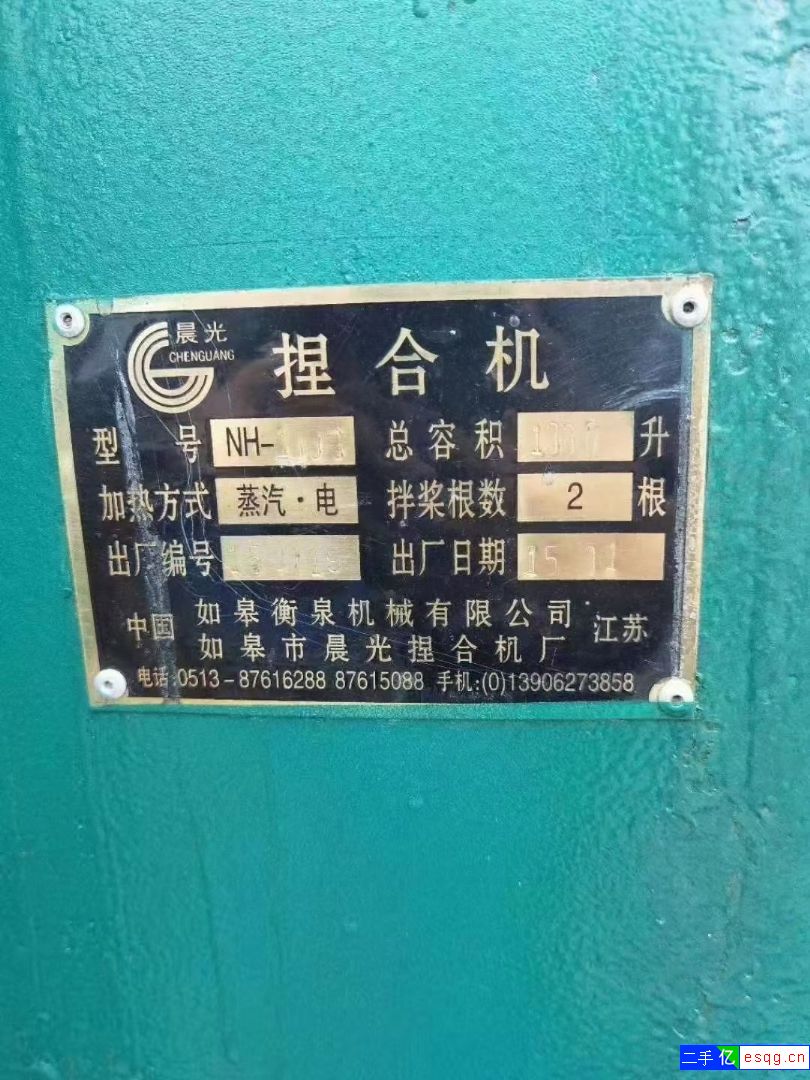 晨光
CHENGUANG
捏合机
型号 NH- 总容积 升
加热方式 蒸汽·电 拌桨根数 2 根
出厂编号 出厂日期 15 11
中国 如皋衡泉机械有限公司 江苏
如皋市晨光捏合机厂
电话:0513-87616288 87615088 手机:(0)13906273858
二手亿 esqg.cn